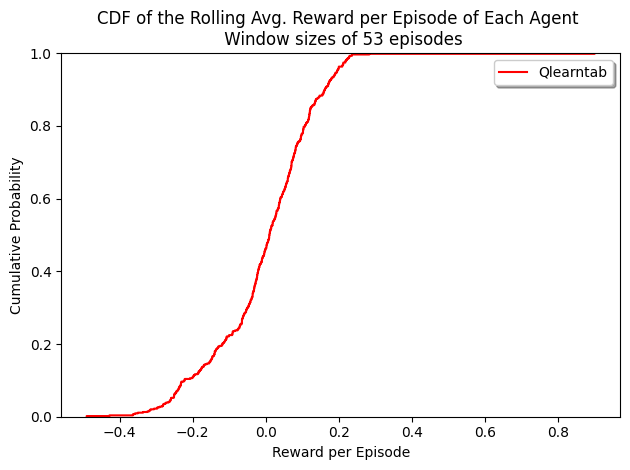 CDF of the Rolling Avg. Reward per Episode of Each Agent
Window sizes of 53 episodes
Qlearntab
1.0
0.8
0.6
0.4
0.2
0.0
Cumulative Probability
−0.4 −0.2 0.0 0.2 0.4 0.6 0.8
Reward per Episode